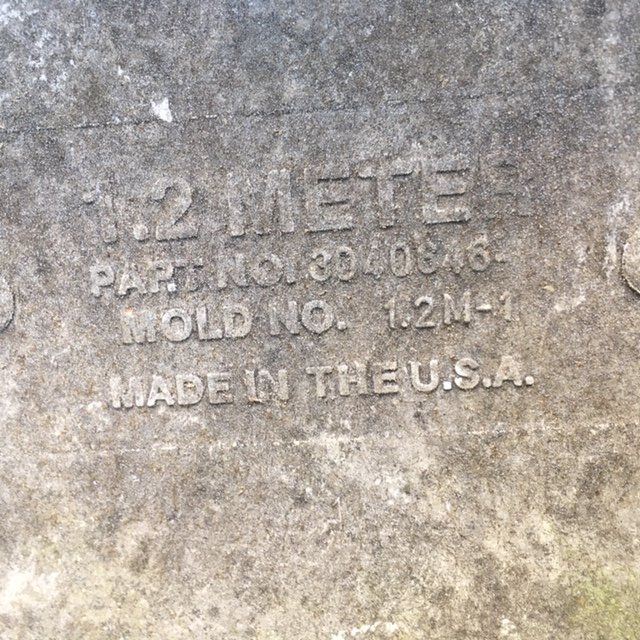 1.2 METER
PART NO. 3040646-
MOLD NO. 1.2M-1
MADE IN THE U.S.A.